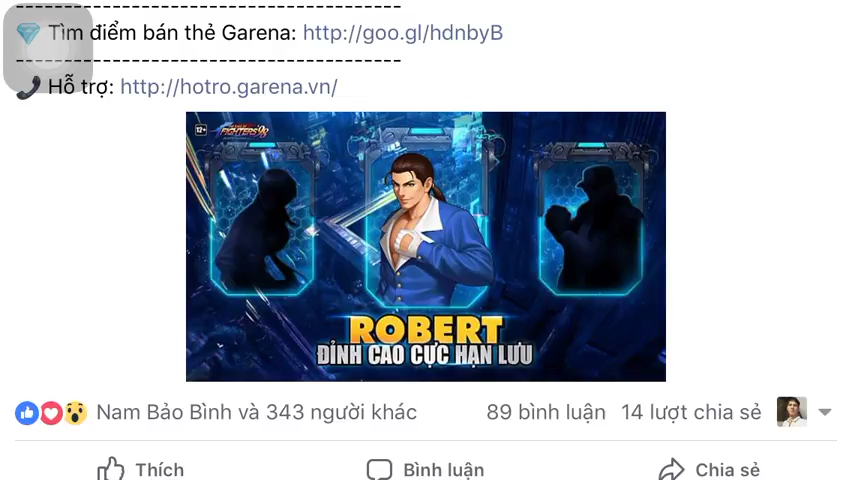 ----------------------------------------
Tìm điểm bán thẻ Garena: http://goo.gl/hdnbyB
----------------------------------------
Hỗ trợ: http://hotro.garena.vn/
12+
FIGHTERS'98
ROBERT
ĐỈNH CAO CỰC HẠN LƯU
Nam Bảo Bình và 343 người khác 89 bình luận 14 lượt chia sẻ
Thích Bình luận Chia sẻ